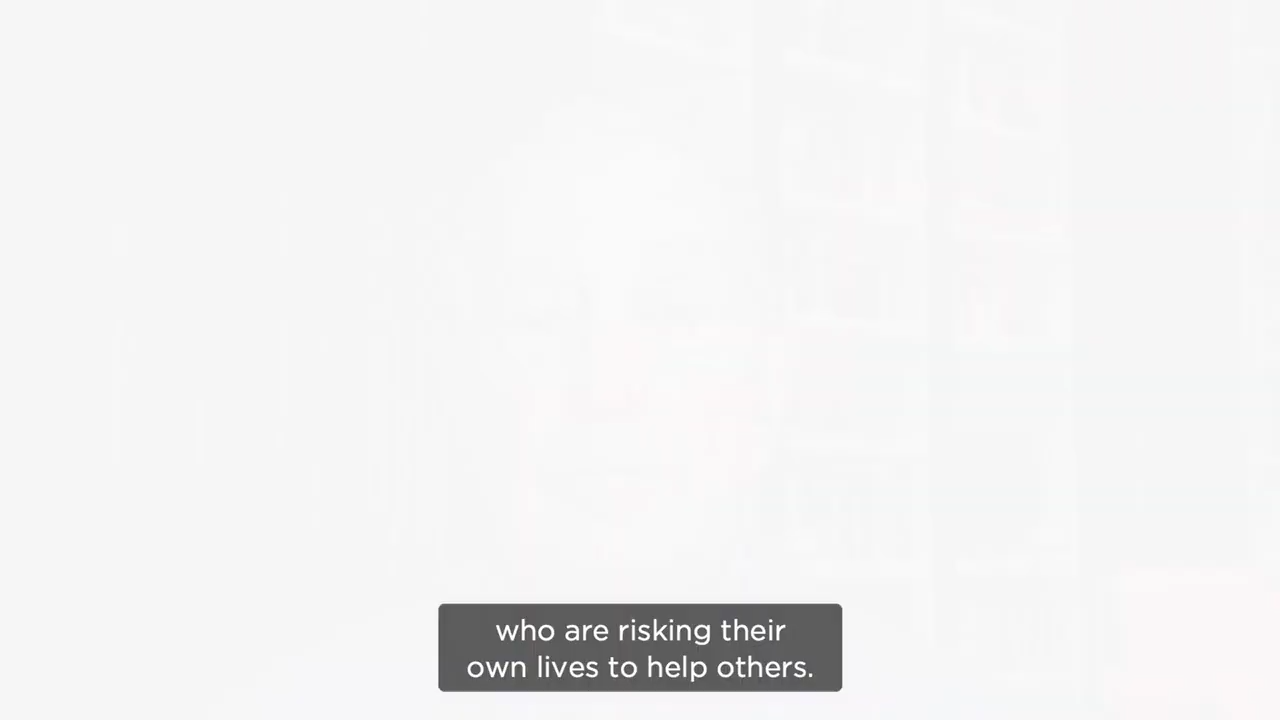 who are risking their
own lives to help others.